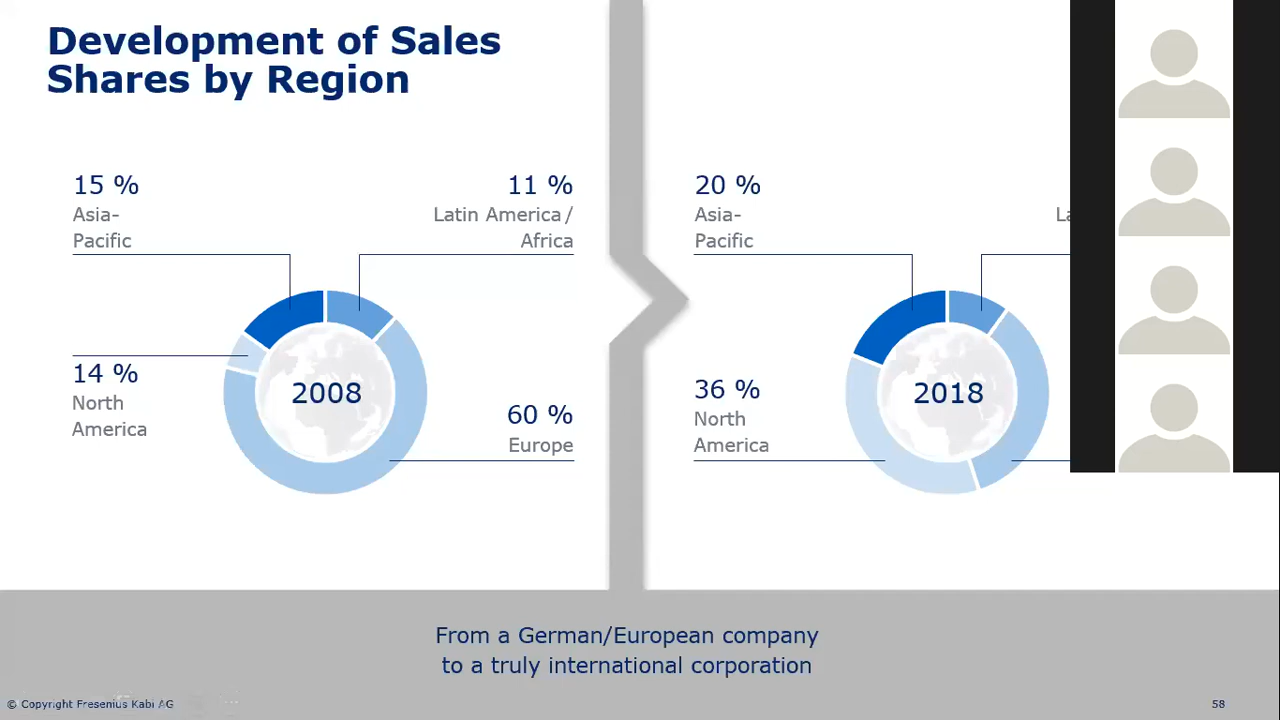 Development of Sales
Shares by Region
15 %
Asia-
Pacific
11 %
Latin America /
Africa
14 %
North
America
2008
60 %
Europe
20 %
Asia-
Pacific
36 %
North
America
2018
From a German/European company
to a truly international corporation
© Copyright Fresenius Kabi AG
58